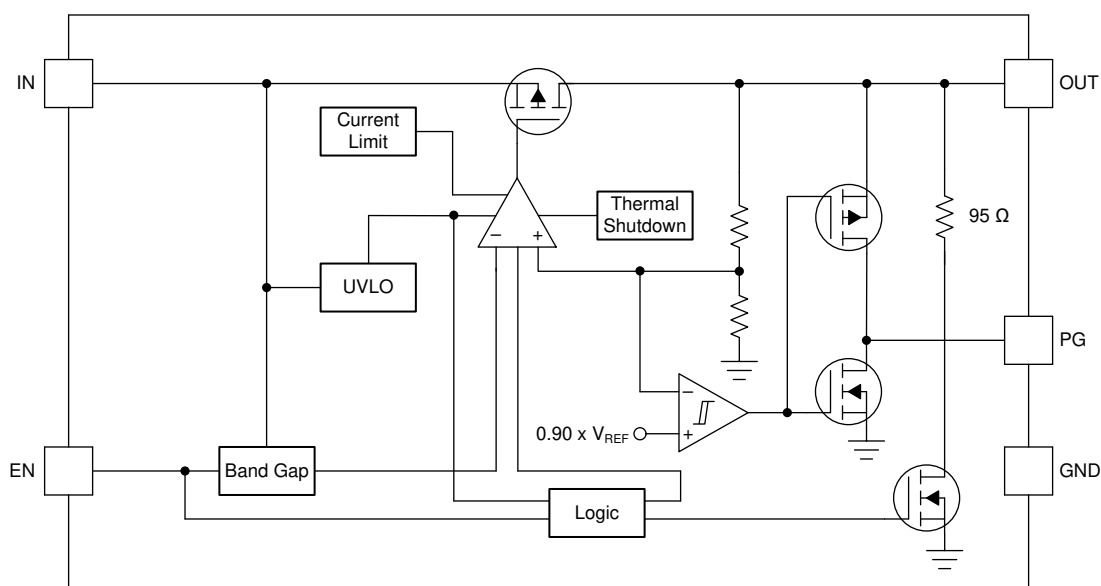 IN
OUT
Current
Limit
Thermal
Shutdown
95 Ω
−
+
UVLO
PG
−
0.90 x V_REF
+
EN
Band Gap
GND
Logic